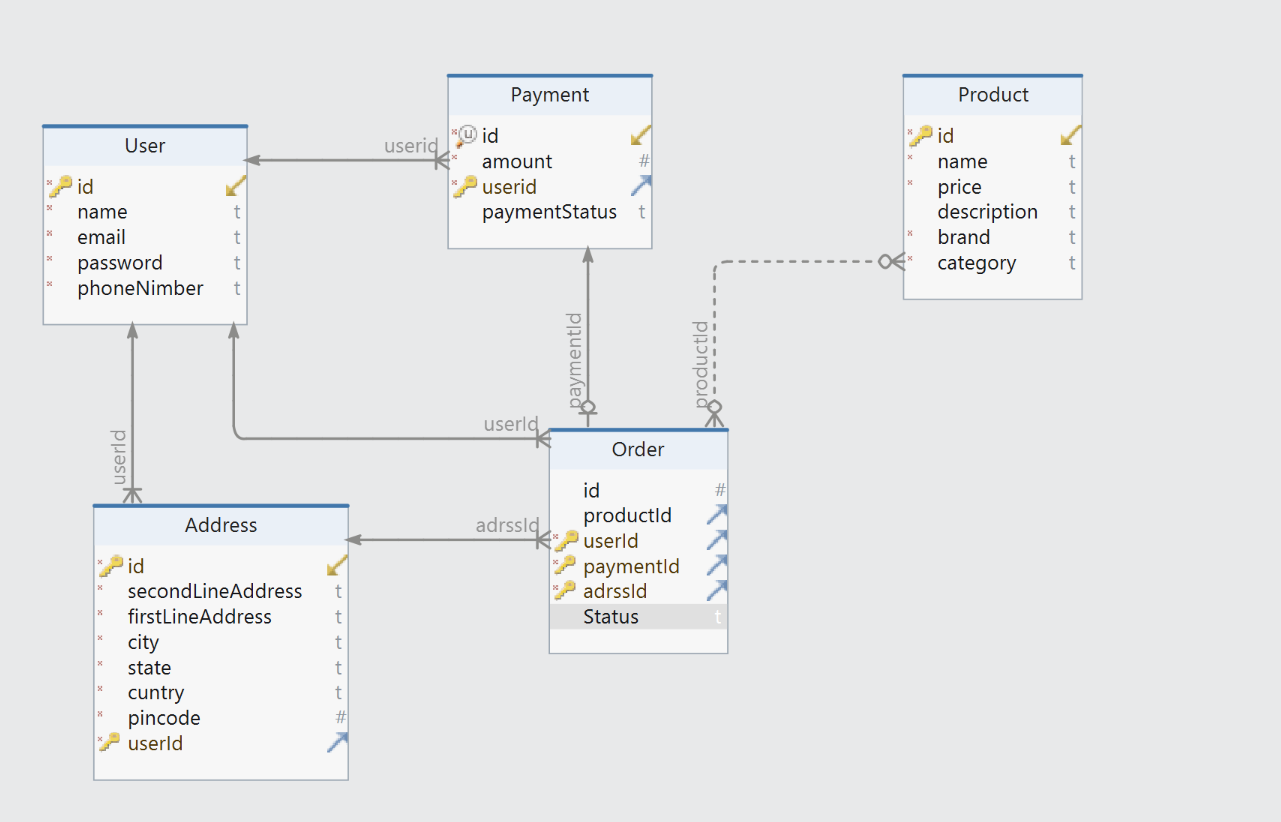 User
id
name t
email t
password t
phoneNimber t
userid
Payment
u id
amount #
userid
paymentStatus t
Product
id
name t
price t
description t
brand t
category t
paymentId
productId
userId
userId
adrssId
Order
id #
productId
userId
paymentId
adrssId
Status t
Address
id
secondLineAddress t
firstLineAddress t
city t
state t
cuntry t
pincode #
userId